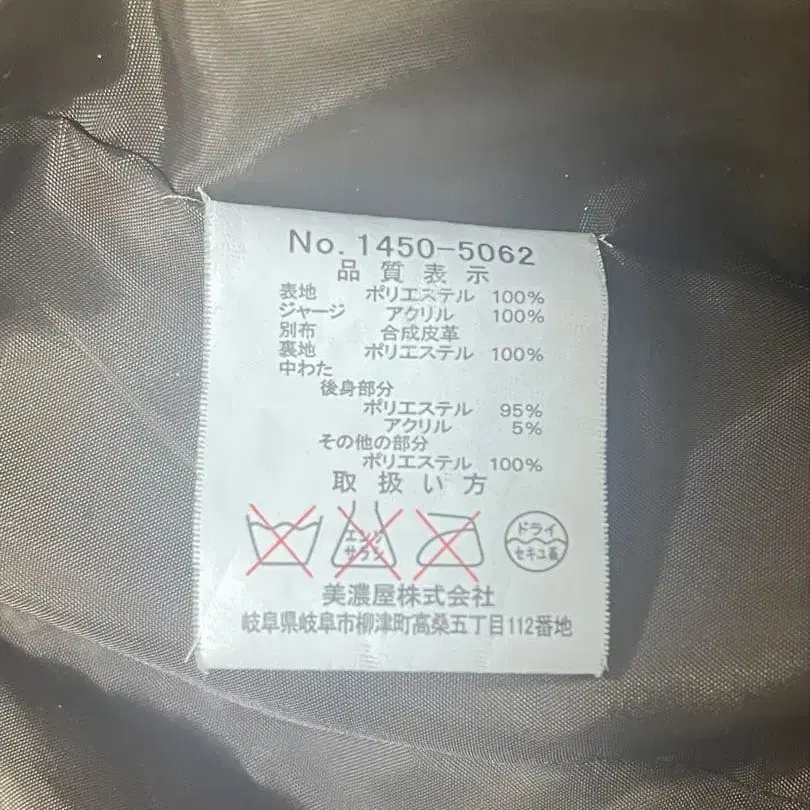 No. 1450-5062
品質表示
表地 ポリエステル 100%
ジャージ アクリル 100%
別布 合成皮革
裏地 ポリエステル 100%
中わた
後身部分
ポリエステル 95%
アクリル 5%
その他の部分
ポリエステル 100%
取扱い方
エンソ
サラシ
ドライ
セキユ系
美濃屋株式会社
岐阜県岐阜市柳津町高桑五丁目112番地